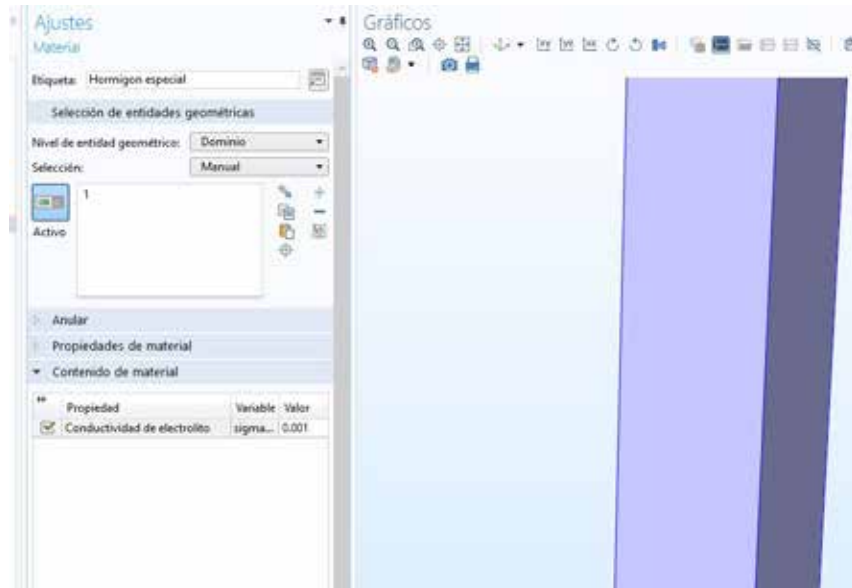 Ajustes
Material
Etiqueta: Hormigon especial
Selección de entidades geométricas
Nivel de entidad geométrica: Dominio
Selección: Manual
1
Activo
Anular
Propiedades de material
Contenido de material
Propiedad Variable Valor
Conductividad de electrolito sigma... 0.001
Gráficos